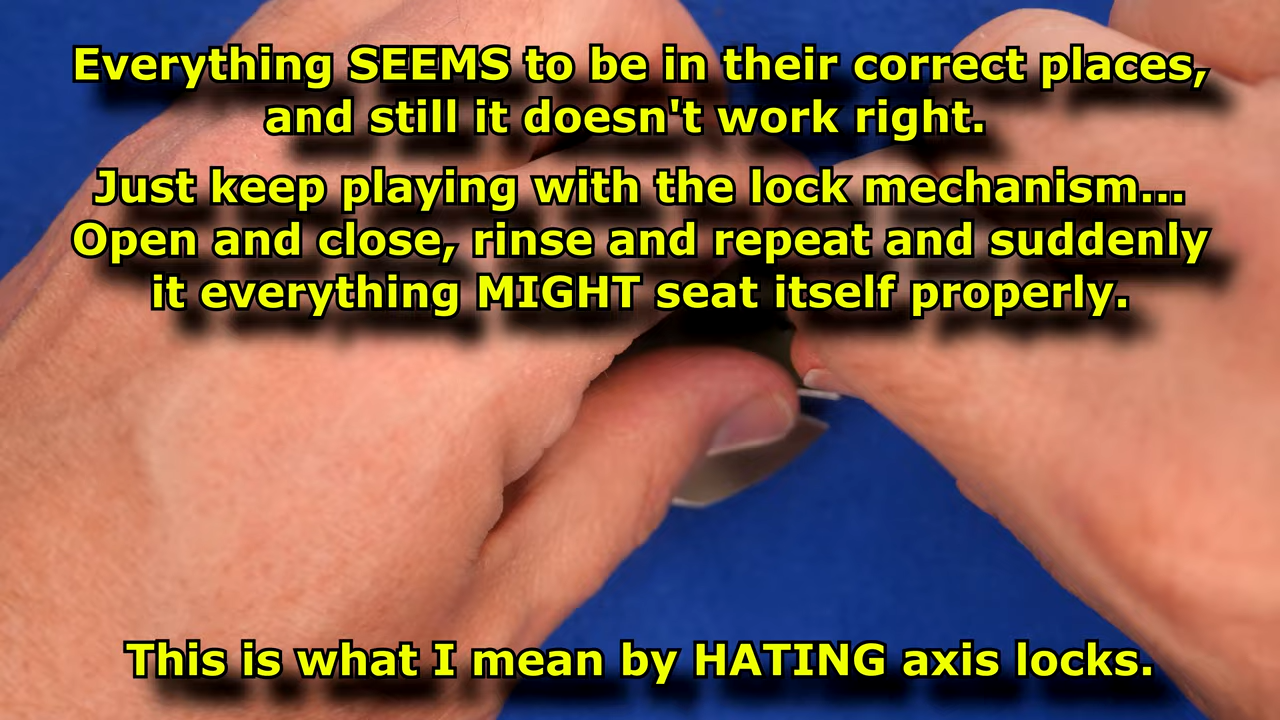 Everything SEEMS to be in their correct places,
and still it doesn't work right.
Just keep playing with the lock mechanism...
Open and close, rinse and repeat and suddenly
it everything MIGHT seat itself properly.
This is what I mean by HATING axis locks.